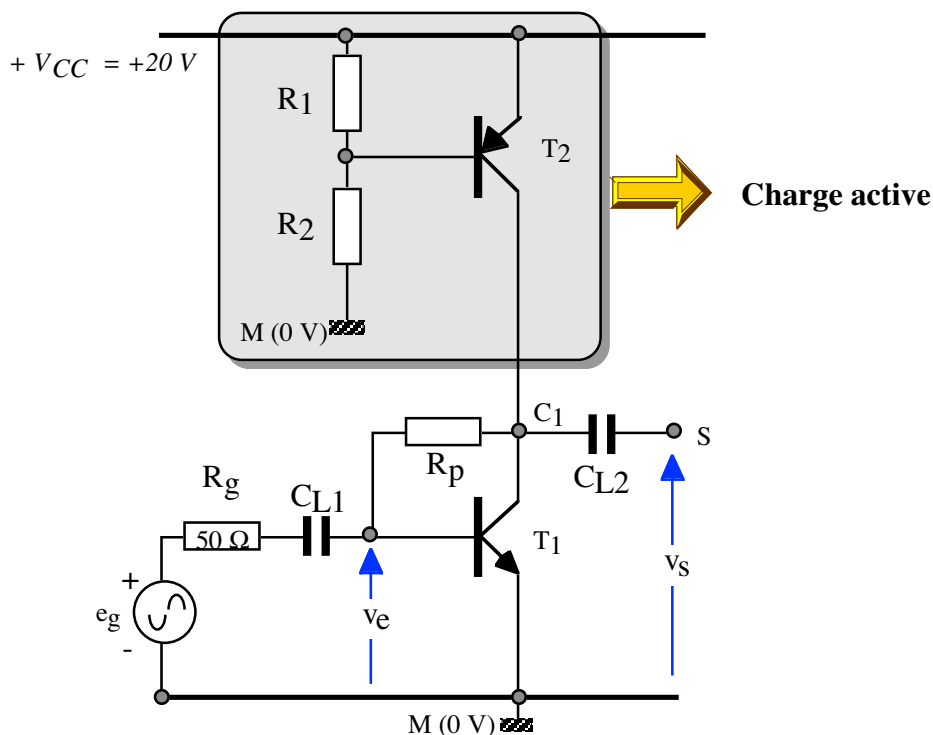 + VCC = +20 V
R1
T2
Charge active
R2
M (0 V)
C1
S
Rp
CL2
Rg
CL1
50 Ω
T1
vs
+
eg
ve
-
M (0 V)